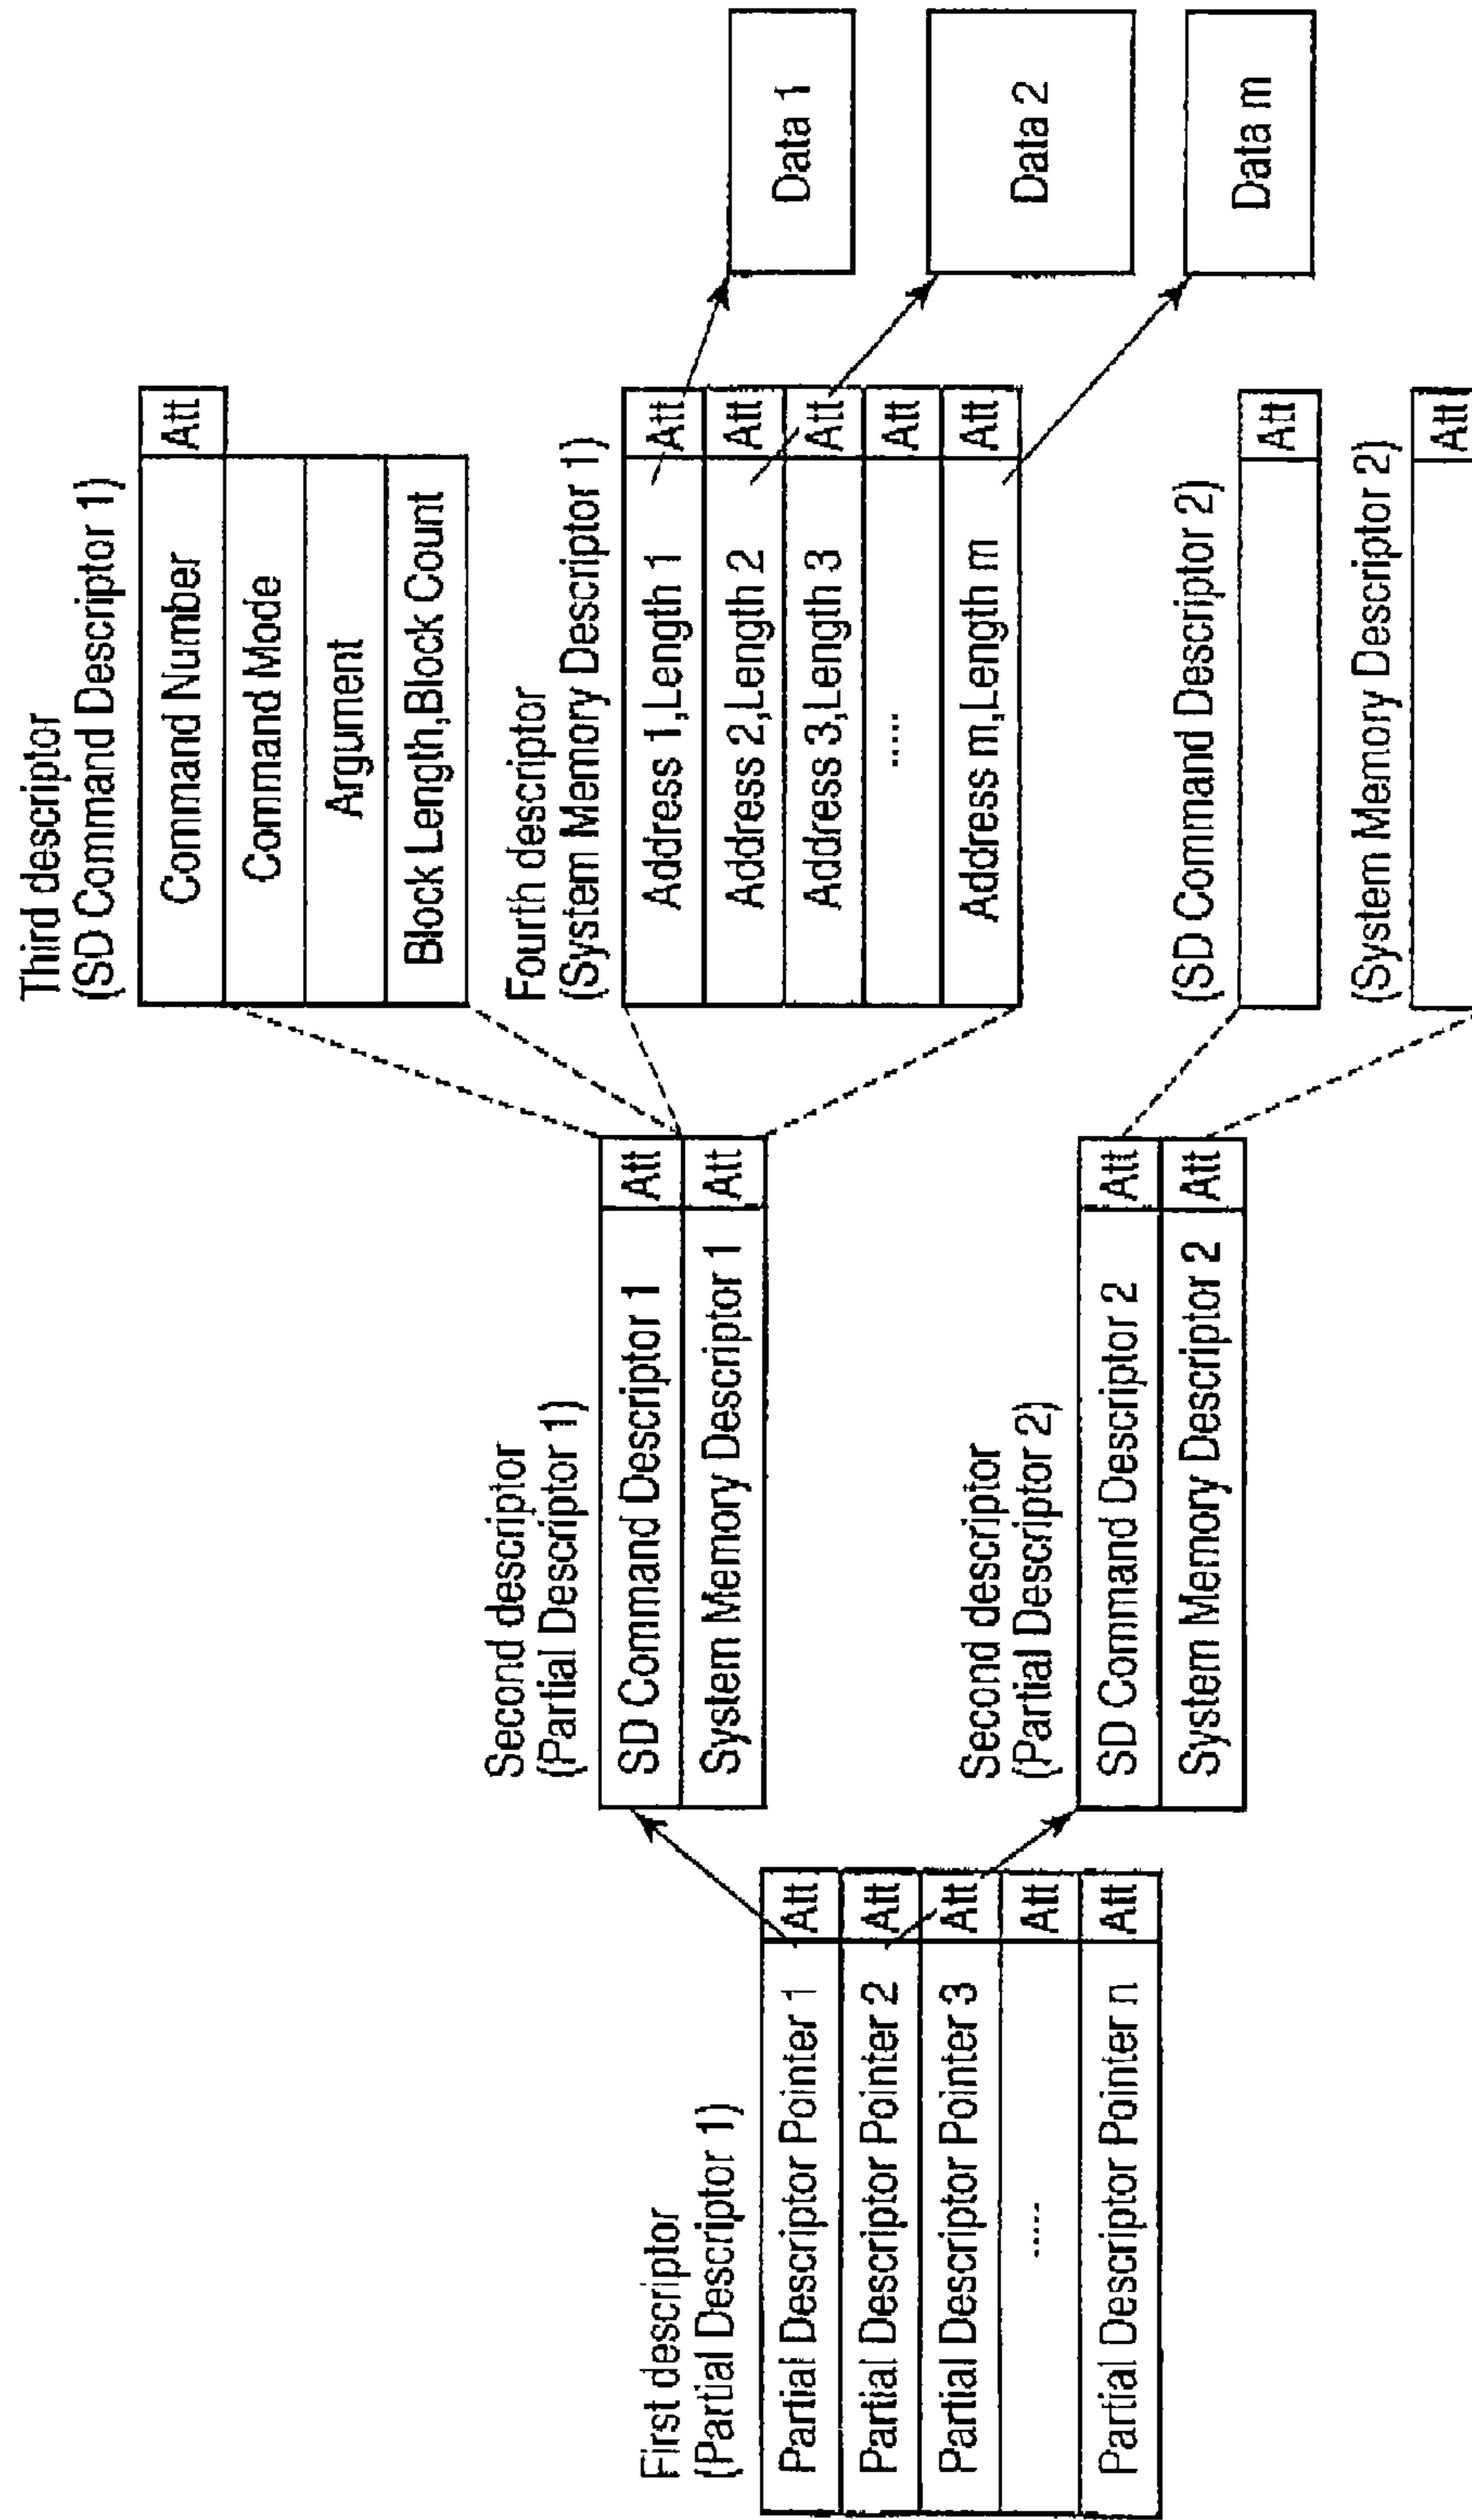 First descriptor
(Partial Descriptor 1)
Partial Descriptor Pointer 1 Att
Partial Descriptor Pointer 2 Att
Partial Descriptor Pointer 3 Att
..... Att
Partial Descriptor Pointer n Att
Second descriptor
(Partial Descriptor 1)
SD Command Descriptor 1 Att
System Memory Descriptor 1 Att
Second descriptor
(Partial Descriptor 2)
SD Command Descriptor 2 Att
System Memory Descriptor 2 Att
Third descriptor
(SD Command Descriptor 1)
Command Number Att
Command Mode
Argument
Block Length,Block Count
Fourth descriptor
(System Memory Descriptor 1)
Address 1,Length 1 Att
Address 2,Length 2 Att
Address 3,Length 3 Att
..... Att
Address m,Length m Att
(SD Command Descriptor 2)
Att
(System Memory Descriptor 2)
Att
Data 1
Data 2
Data m